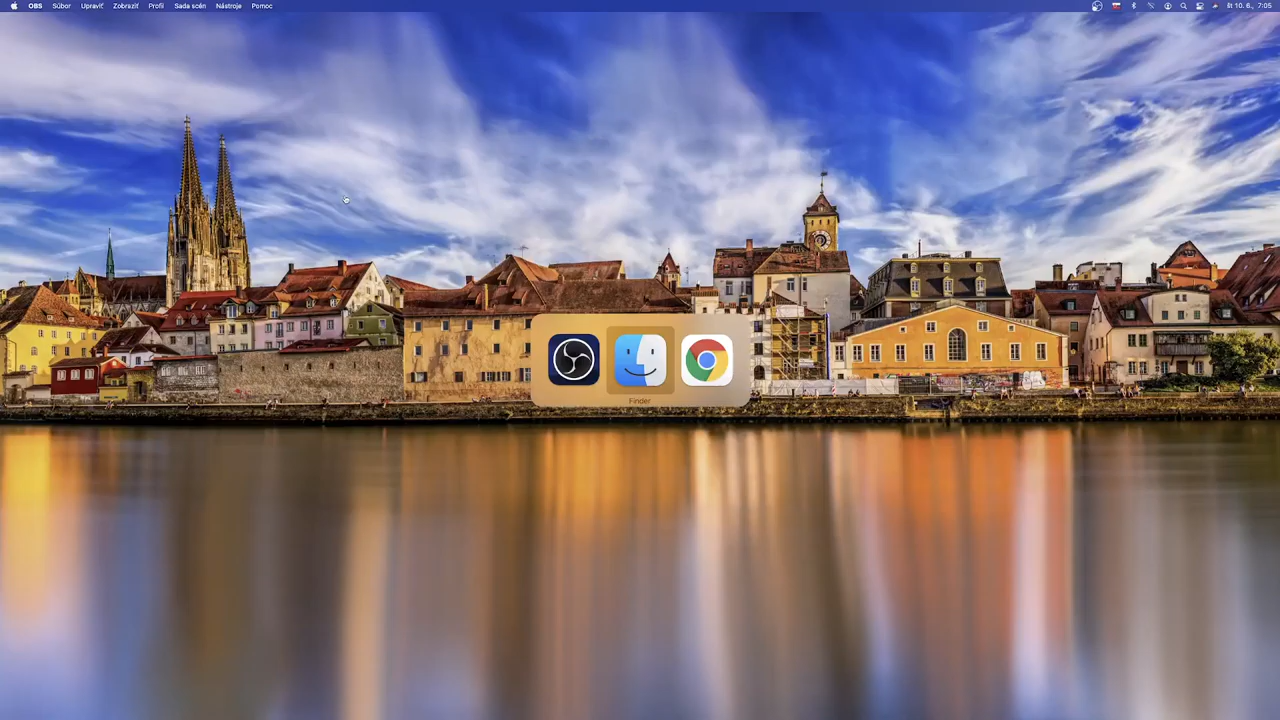 OBS Súbor Upraviť Zobraziť Profil Sada scén Nástroje Pomoc
št 10. 6., 7:05
Finder